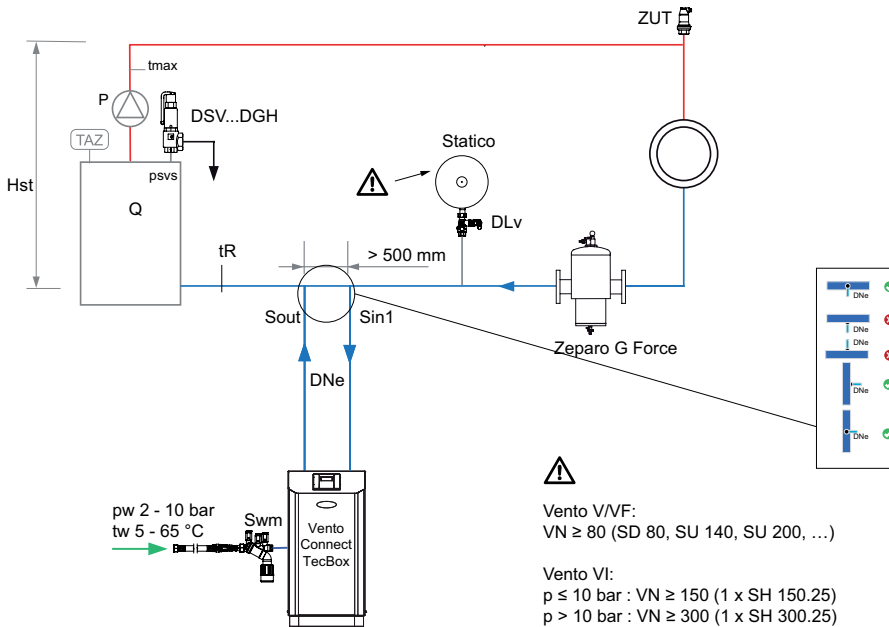 ZUT
tmax
P
DSV...DGH
TAZ
Statico
psvs
Hst
Q
DLv
tR
> 500 mm
Sout
Sin1
Zeparo G Force
DNe
DNe
DNe
DNe
DNe
DNe
pw 2 - 10 bar
tw 5 - 65 °C
Swm
Vento
Connect
TecBox
Vento V/VF:
VN ≥ 80 (SD 80, SU 140, SU 200, …)
Vento VI:
p ≤ 10 bar : VN ≥ 150 (1 x SH 150.25)
p > 10 bar : VN ≥ 300 (1 x SH 300.25)